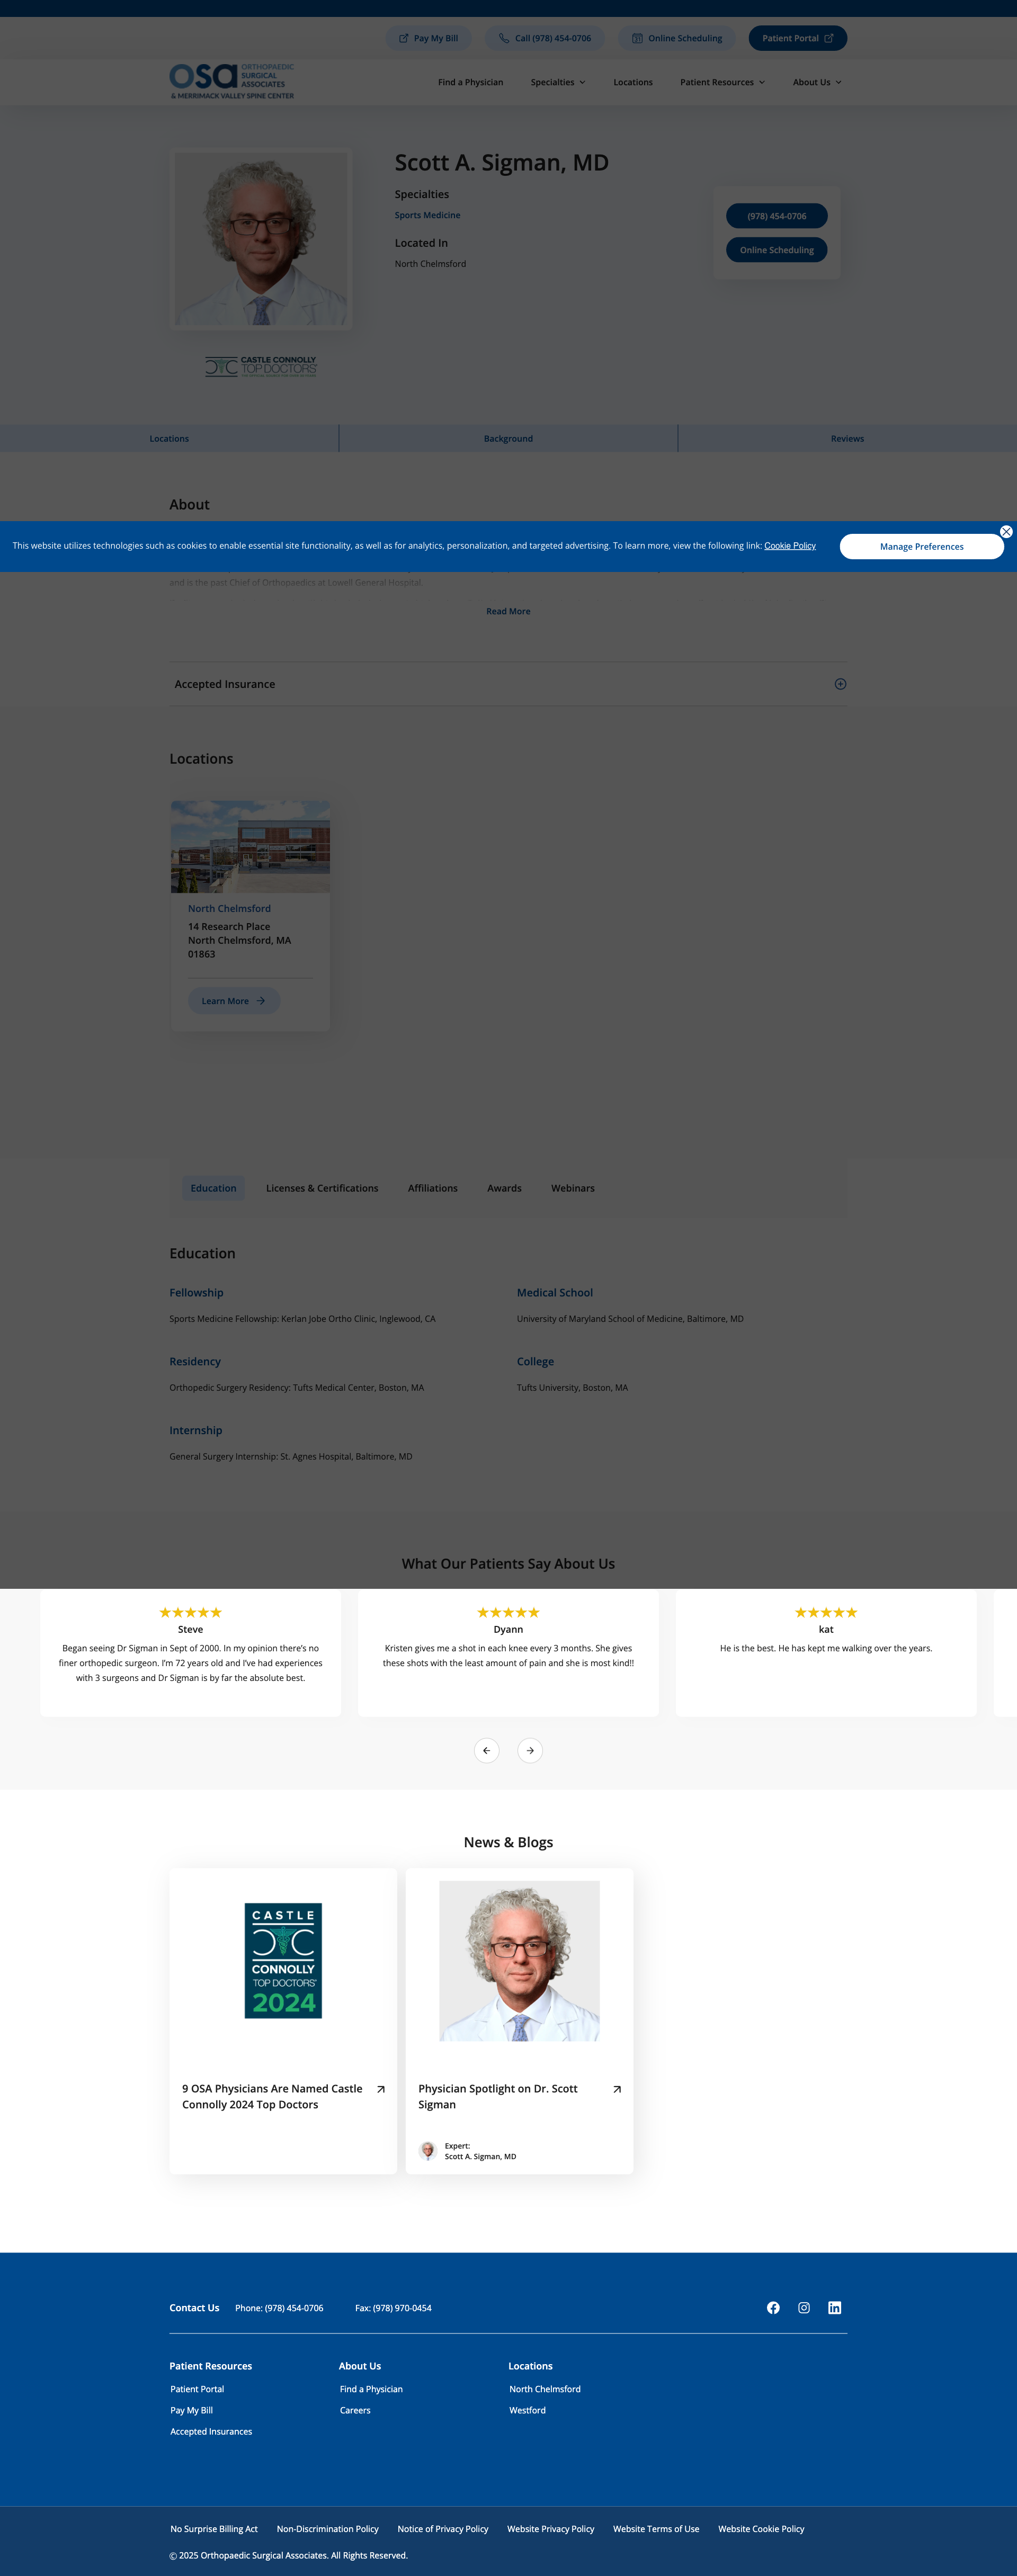 Pay My Bill
Call (978) 454-0706
Online Scheduling
Patient Portal
osa ORTHOPAEDIC
SURGICAL
ASSOCIATES
& MERRIMACK VALLEY SPINE CENTER
Find a Physician
Specialties
Locations
Patient Resources
About Us
Scott A. Sigman, MD
Specialties
Sports Medicine
Located In
North Chelmsford
(978) 454-0706
Online Scheduling
CASTLE CONNOLLY
TOP DOCTORS
Locations
Background
Reviews
About
This website utilizes technologies such as cookies to enable essential site functionality, as well as for analytics, personalization, and targeted advertising. To learn more, view the following link: Cookie Policy
Manage Preferences
and is the past Chief of Orthopaedics at Lowell General Hospital.
Read More
Accepted Insurance
Locations
North Chelmsford
14 Research Place
North Chelmsford, MA
01863
Learn More
Education
Licenses & Certifications
Affiliations
Awards
Webinars
Education
Fellowship
Sports Medicine Fellowship: Kerlan Jobe Ortho Clinic, Inglewood, CA
Medical School
University of Maryland School of Medicine, Baltimore, MD
Residency
Orthopedic Surgery Residency: Tufts Medical Center, Boston, MA
College
Tufts University, Boston, MA
Internship
General Surgery Internship: St. Agnes Hospital, Baltimore, MD
What Our Patients Say About Us
Steve
Began seeing Dr Sigman in Sept of 2000. In my opinion there's no
finer orthopedic surgeon. I'm 72 years old and I've had experiences
with 3 surgeons and Dr Sigman is by far the absolute best.
Dyann
Kristen gives me a shot in each knee every 3 months. She gives
these shots with the least amount of pain and she is most kind!!
kat
He is the best. He has kept me walking over the years.
News & Blogs
CASTLE
CONNOLLY
TOP DOCTORS
2024
9 OSA Physicians Are Named Castle
Connolly 2024 Top Doctors
Physician Spotlight on Dr. Scott
Sigman
Expert:
Scott A. Sigman, MD
Contact Us
Phone: (978) 454-0706
Fax: (978) 970-0454
Patient Resources
Patient Portal
Pay My Bill
Accepted Insurances
About Us
Find a Physician
Careers
Locations
North Chelmsford
Westford
No Surprise Billing Act
Non-Discrimination Policy
Notice of Privacy Policy
Website Privacy Policy
Website Terms of Use
Website Cookie Policy
© 2025 Orthopaedic Surgical Associates. All Rights Reserved.